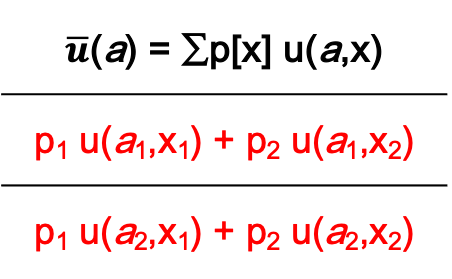 ū(a) = ∑p[x] u(a,x)
p₁ u(a₁,x₁) + p₂ u(a₁,x₂)
p₁ u(a₂,x₁) + p₂ u(a₂,x₂)